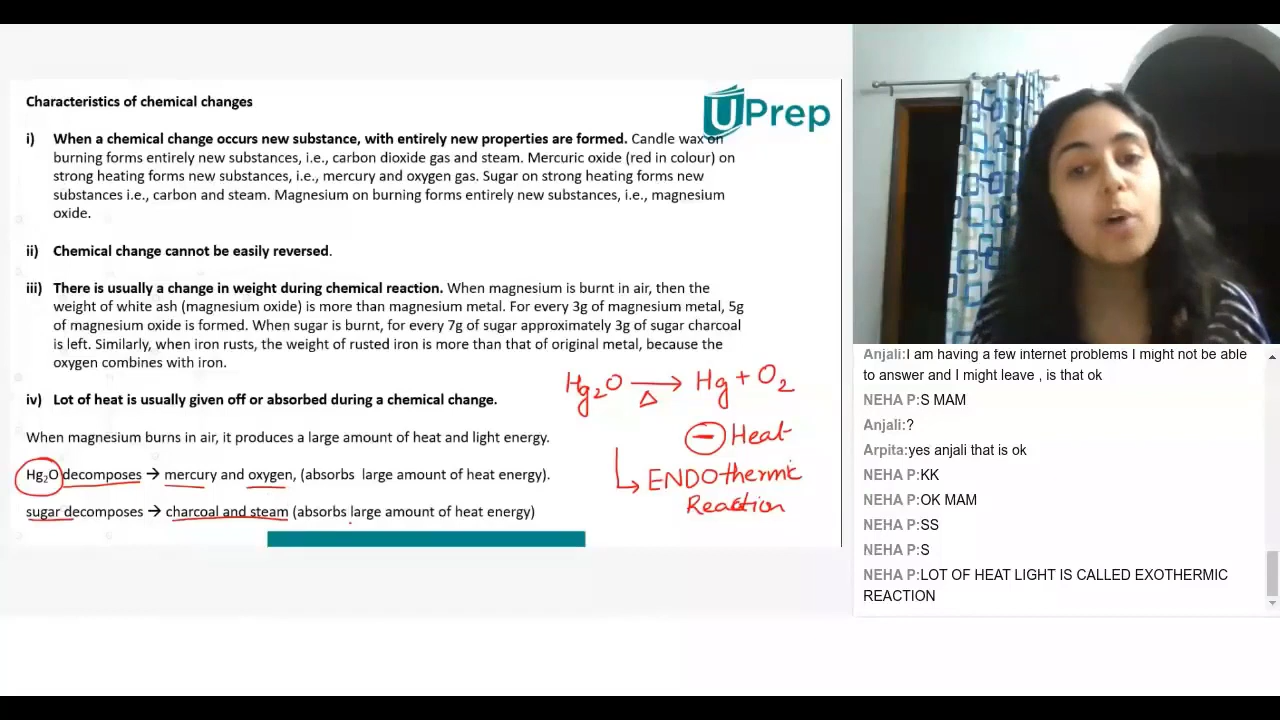 Characteristics of chemical changes
UPrep
i) When a chemical change occurs new substance, with entirely new properties are formed. Candle wax on
burning forms entirely new substances, i.e., carbon dioxide gas and steam. Mercuric oxide (red in colour) on
strong heating forms new substances, i.e., mercury and oxygen gas. Sugar on strong heating forms new
substances i.e., carbon and steam. Magnesium on burning forms entirely new substances, i.e., magnesium
oxide.
ii) Chemical change cannot be easily reversed.
iii) There is usually a change in weight during chemical reaction. When magnesium is burnt in air, then the
weight of white ash (magnesium oxide) is more than magnesium metal. For every 3g of magnesium metal, 5g
of magnesium oxide is formed. When sugar is burnt, for every 7g of sugar approximately 3g of sugar charcoal
is left. Similarly, when iron rusts, the weight of rusted iron is more than that of original metal, because the
oxygen combines with iron.
iv) Lot of heat is usually given off or absorbed during a chemical change.
When magnesium burns in air, it produces a large amount of heat and light energy.
Hg₂O decomposes → mercury and oxygen, (absorbs large amount of heat energy).
sugar decomposes → charcoal and steam (absorbs large amount of heat energy)
Hg₂O → Hg + O₂
Δ
− Heat
ENDOthermic
Reaction
Anjali:I am having a few internet problems I might not be able
to answer and I might leave , is that ok
NEHA P:S MAM
Anjali:?
Arpita:yes anjali that is ok
NEHA P:KK
NEHA P:OK MAM
NEHA P:SS
NEHA P:S
NEHA P:LOT OF HEAT LIGHT IS CALLED EXOTHERMIC
REACTION